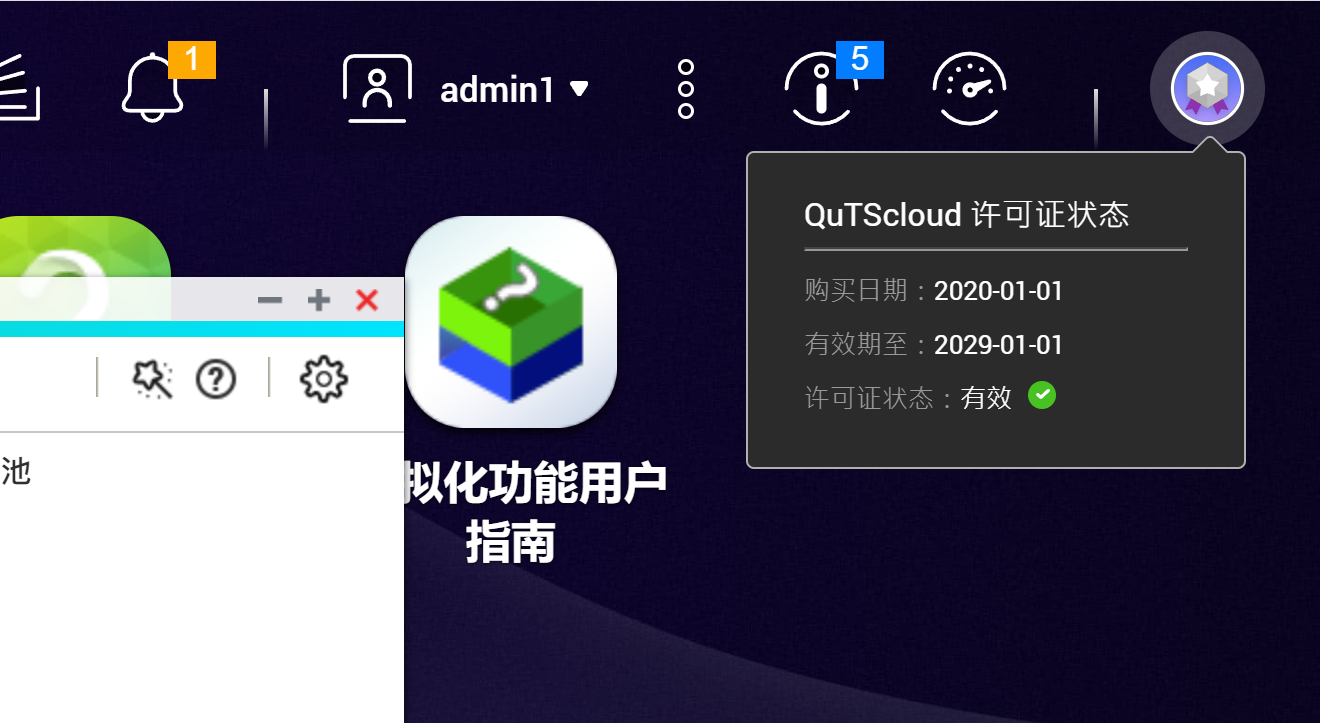 1
admin1
5
QuTScloud 许可证状态
购买日期：2020-01-01
有效期至：2029-01-01
许可证状态：有效
池
拟化功能用户
指南